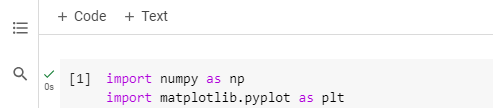 + Code + Text
[1] import numpy as np
0s
import matplotlib.pyplot as plt